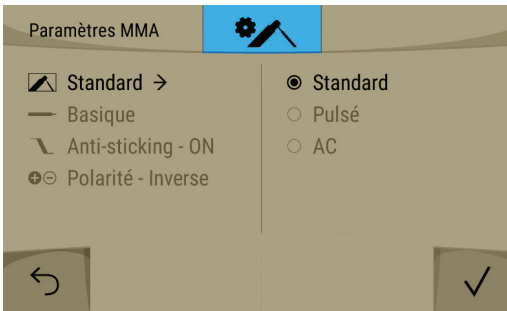 Paramètres MMA
Standard →
Basique
Anti-sticking - ON
Polarité - Inverse
Standard
Pulsé
AC